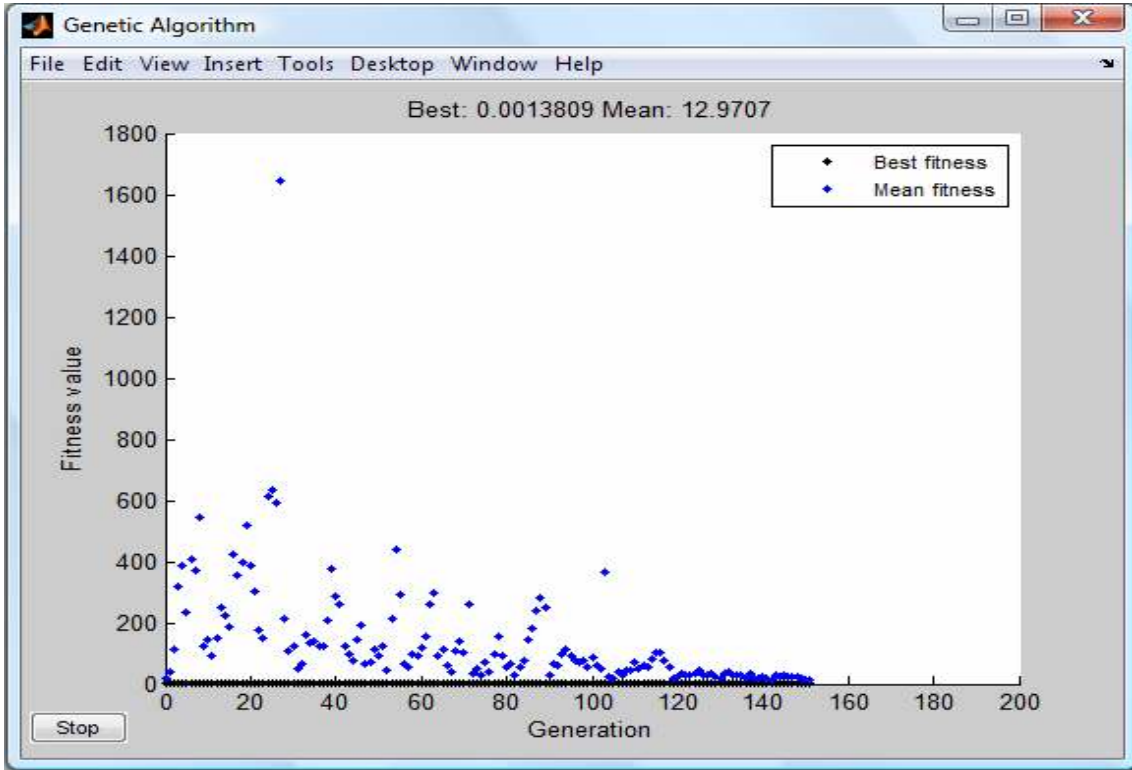 Genetic Algorithm
File Edit View Insert Tools Desktop Window Help
Best: 0.0013809 Mean: 12.9707
Best fitness
Mean fitness
1800
1600
1400
1200
1000
800
600
400
200
0
Fitness value
0 20 40 60 80 100 120 140 160 180 200
Generation
Stop